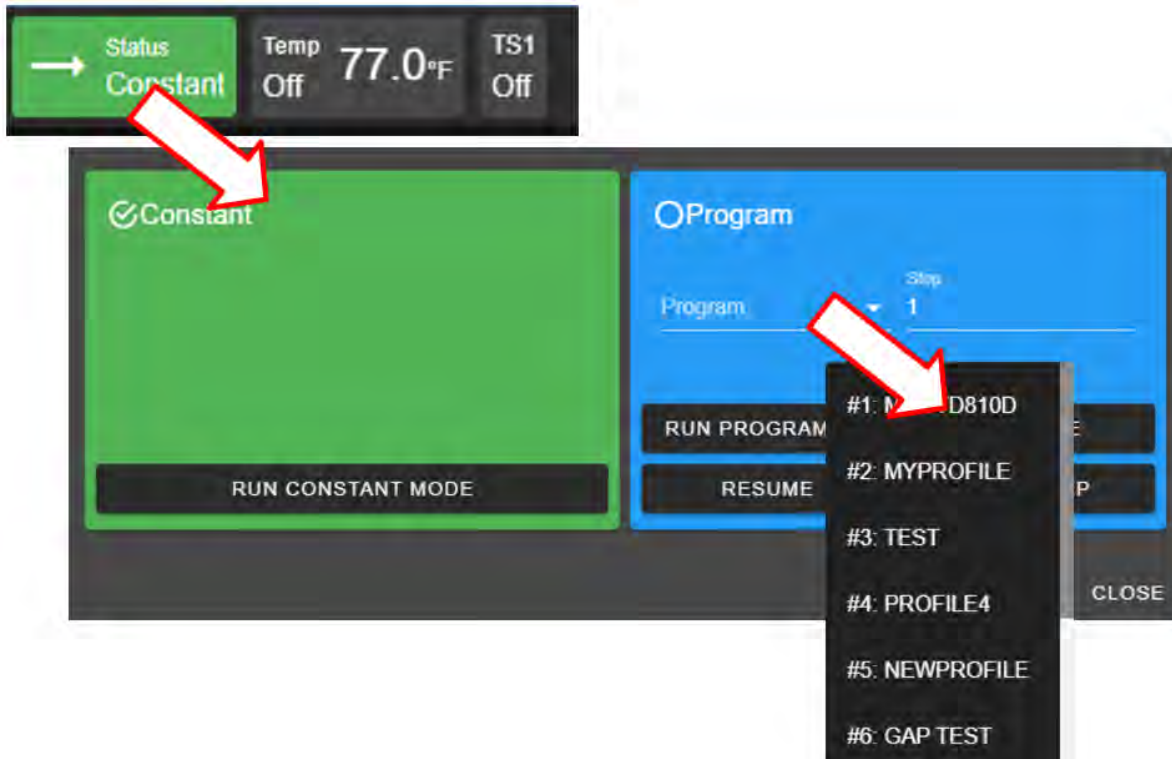 Status
Constant
Temp
Off
77.0°F
TS1
Off
Constant
RUN CONSTANT MODE
Program
Program
Step
1
RUN PROGRAM
RESUME
#1: D810D
#2: MYPROFILE
#3: TEST
#4: PROFILE4
#5: NEWPROFILE
#6: GAP TEST
CLOSE